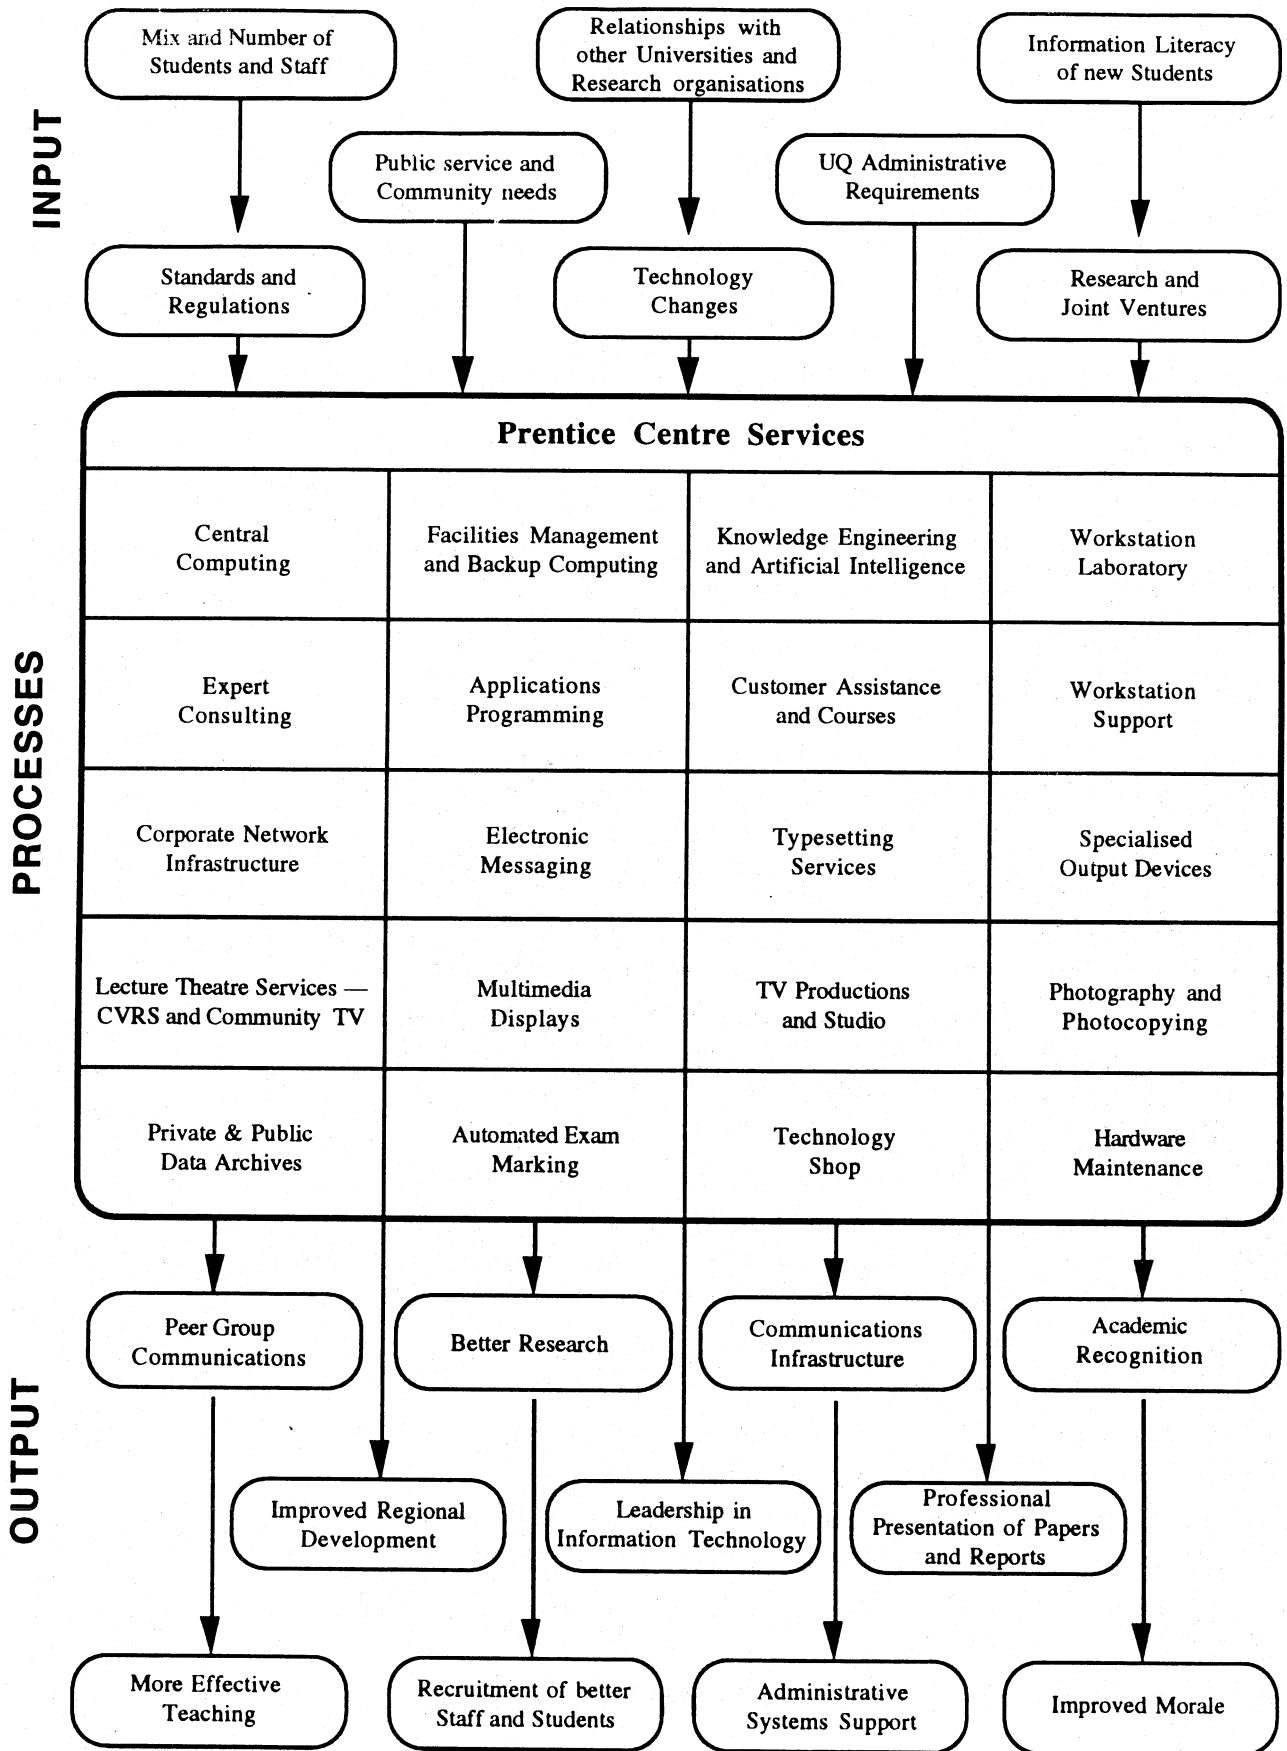 INPUT
Mix and Number of
Students and Staff
Relationships with
other Universities and
Research organisations
Information Literacy
of new Students
Public service and
Community needs
UQ Administrative
Requirements
Standards and
Regulations
Technology
Changes
Research and
Joint Ventures
PROCESSES
Prentice Centre Services
Central
Computing
Facilities Management
and Backup Computing
Knowledge Engineering
and Artificial Intelligence
Workstation
Laboratory
Expert
Consulting
Applications
Programming
Customer Assistance
and Courses
Workstation
Support
Corporate Network
Infrastructure
Electronic
Messaging
Typesetting
Services
Specialised
Output Devices
Lecture Theatre Services —
CVRS and Community TV
Multimedia
Displays
TV Productions
and Studio
Photography and
Photocopying
Private & Public
Data Archives
Automated Exam
Marking
Technology
Shop
Hardware
Maintenance
OUTPUT
Peer Group
Communications
Better Research
Communications
Infrastructure
Academic
Recognition
Improved Regional
Development
Leadership in
Information Technology
Professional
Presentation of Papers
and Reports
More Effective
Teaching
Recruitment of better
Staff and Students
Administrative
Systems Support
Improved Morale